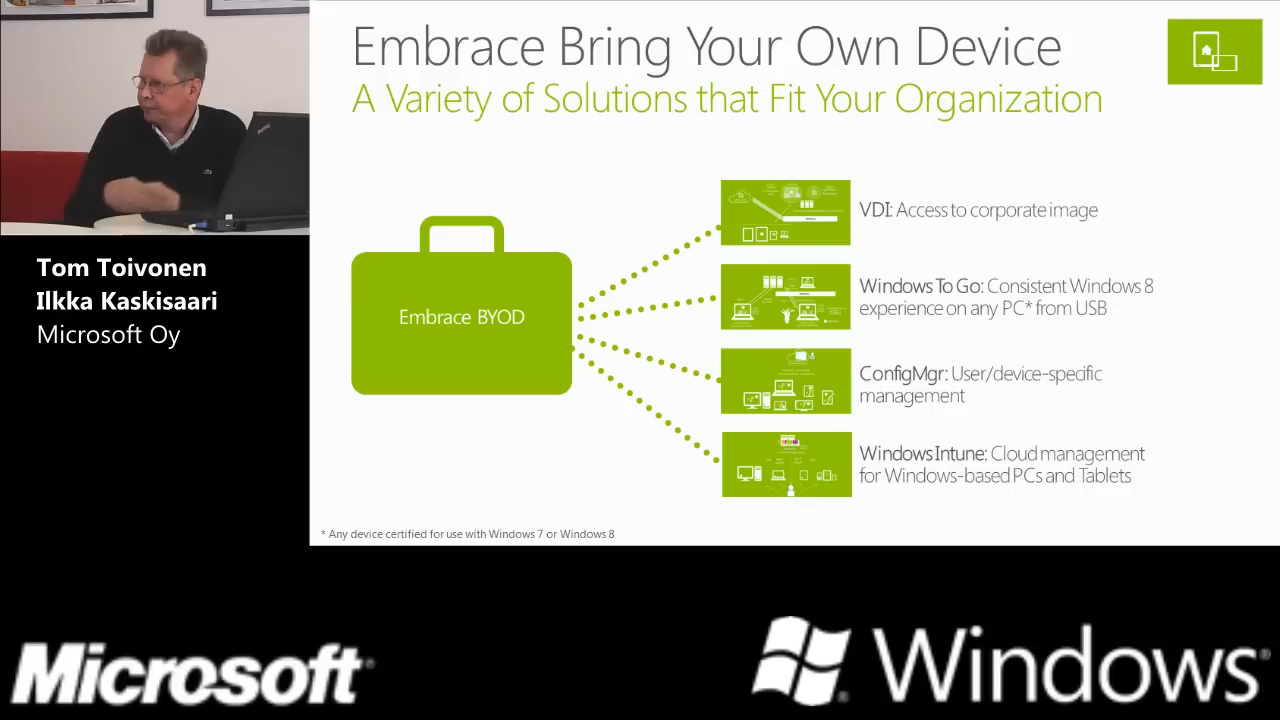 Embrace Bring Your Own Device
A Variety of Solutions that Fit Your Organization
Tom Toivonen
Ilkka Kaskisaari
Microsoft Oy
Embrace BYOD
VDI: Access to corporate image
Windows To Go: Consistent Windows 8
experience on any PC* from USB
ConfigMgr: User/device-specific
management
Windows Intune: Cloud management
for Windows-based PCs and Tablets
* Any device certified for use with Windows 7 or Windows 8
Microsoft®
Windows®